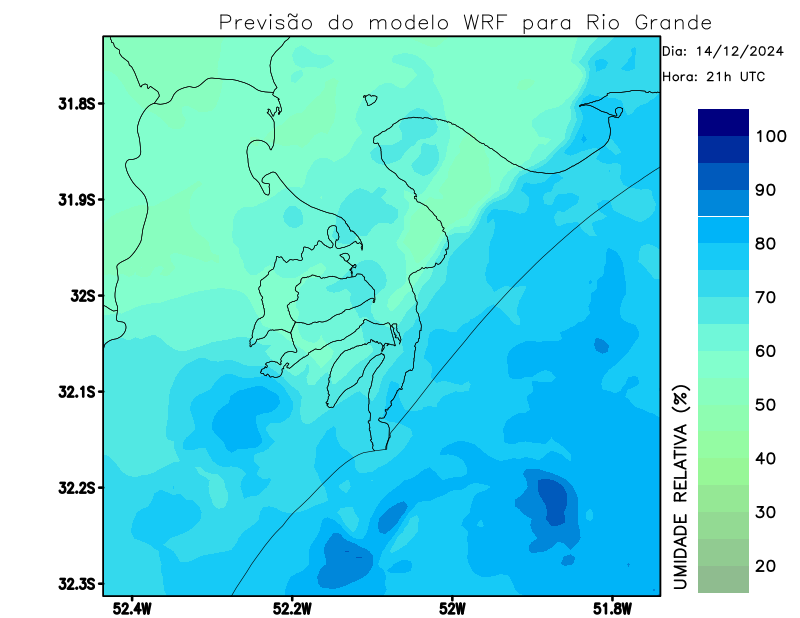 Previsão do modelo WRF para Rio Grande
Dia: 14/12/2024
Hora: 21h UTC
31.8S
31.9S
32S
32.1S
32.2S
32.3S
52.4W
52.2W
52W
51.8W
100
90
80
70
60
50
40
30
20
UMIDADE RELATIVA (%)